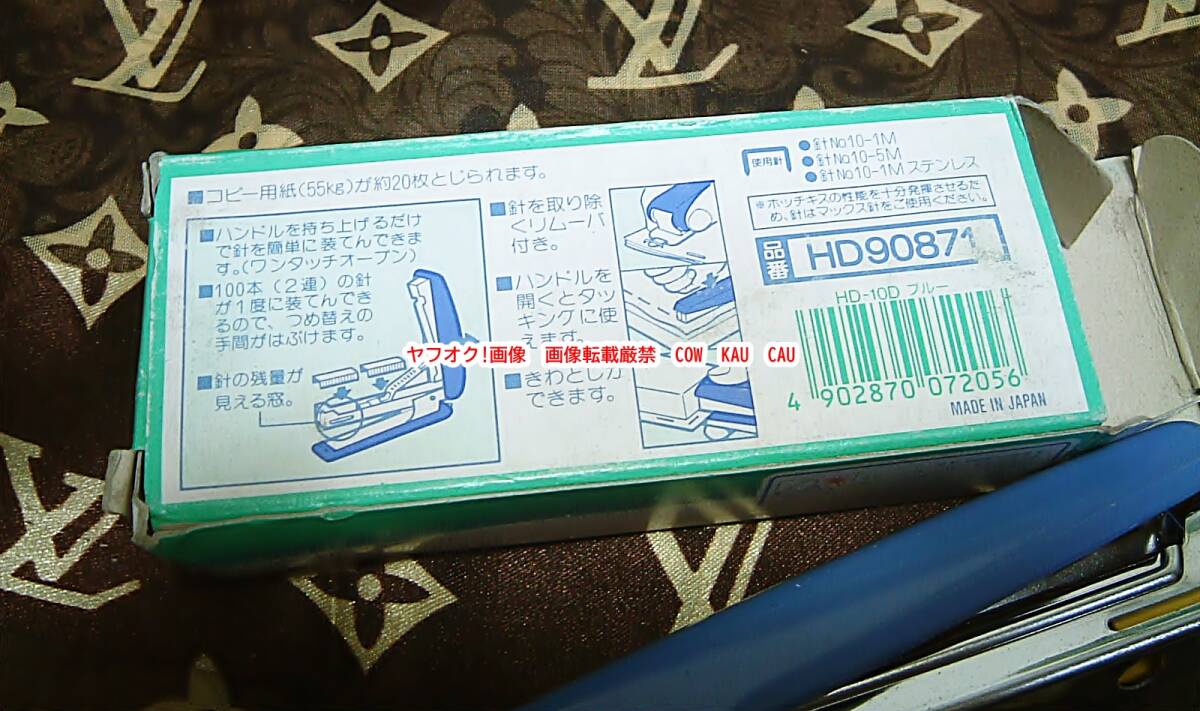 ■コピー用紙(55kg)が約20枚とじられます。
■ハンドルを持ち上げるだけ
で針を簡単に装てんできま
す。(ワンタッチオープン)
■100本(2連)の針
が1度に装てんでき
るので、つめ替えの
手間がはぶけます。
■針の残量が
見える窓。
■針を取り除
くリムーバ
付き。
■ハンドルを
開くとタッ
キングに使
えます。
■きわとじが
できます。
使用針
●針No10-1M
●針No10-5M
●針No10-1M ステンレス
※ホッチキスの性能を十分発揮させるた
め、針はマックス針をご使用ください。
品番 HD90871
HD-10D ブルー
4 902870 072056
MADE IN JAPAN
ヤフオク!画像 画像転載厳禁 COW KAU CAU